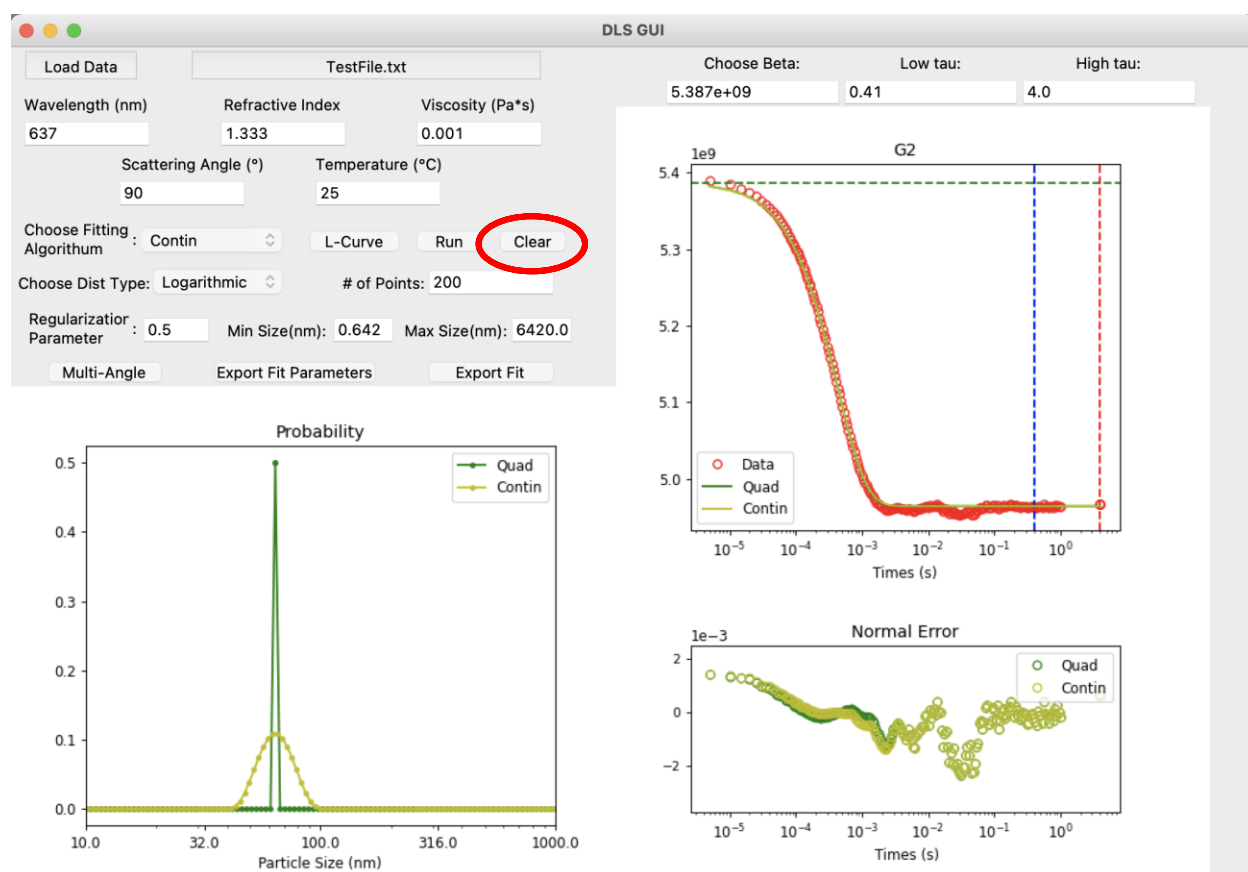 DLS GUI
Load Data TestFile.txt
Wavelength (nm) Refractive Index Viscosity (Pa*s)
637 1.333 0.001
Scattering Angle (°) Temperature (°C)
90 25
Choose Fitting
Algorithum : Contin L-Curve Run Clear
Choose Dist Type: Logarithmic # of Points: 200
Regularizatior
Parameter : 0.5 Min Size(nm): 0.642 Max Size(nm): 6420.0
Multi-Angle Export Fit Parameters Export Fit
Probability
0.5
0.4
0.3
0.2
0.1
0.0
Quad
Contin
10.0 32.0 100.0 316.0 1000.0
Particle Size (nm)
Choose Beta: Low tau: High tau:
5.387e+09 0.41 4.0
1e9 G2
5.4
5.3
5.2
5.1
5.0
Data
Quad
Contin
10⁻⁵ 10⁻⁴ 10⁻³ 10⁻² 10⁻¹ 10⁰
Times (s)
1e−3 Normal Error
2
0
−2
Quad
Contin
10⁻⁵ 10⁻⁴ 10⁻³ 10⁻² 10⁻¹ 10⁰
Times (s)